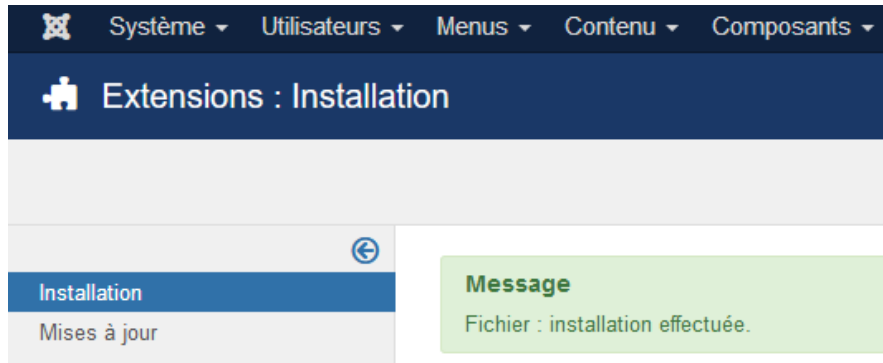 Système Utilisateurs Menus Contenu Composants
Extensions : Installation
Installation
Mises à jour
Message
Fichier : installation effectuée.